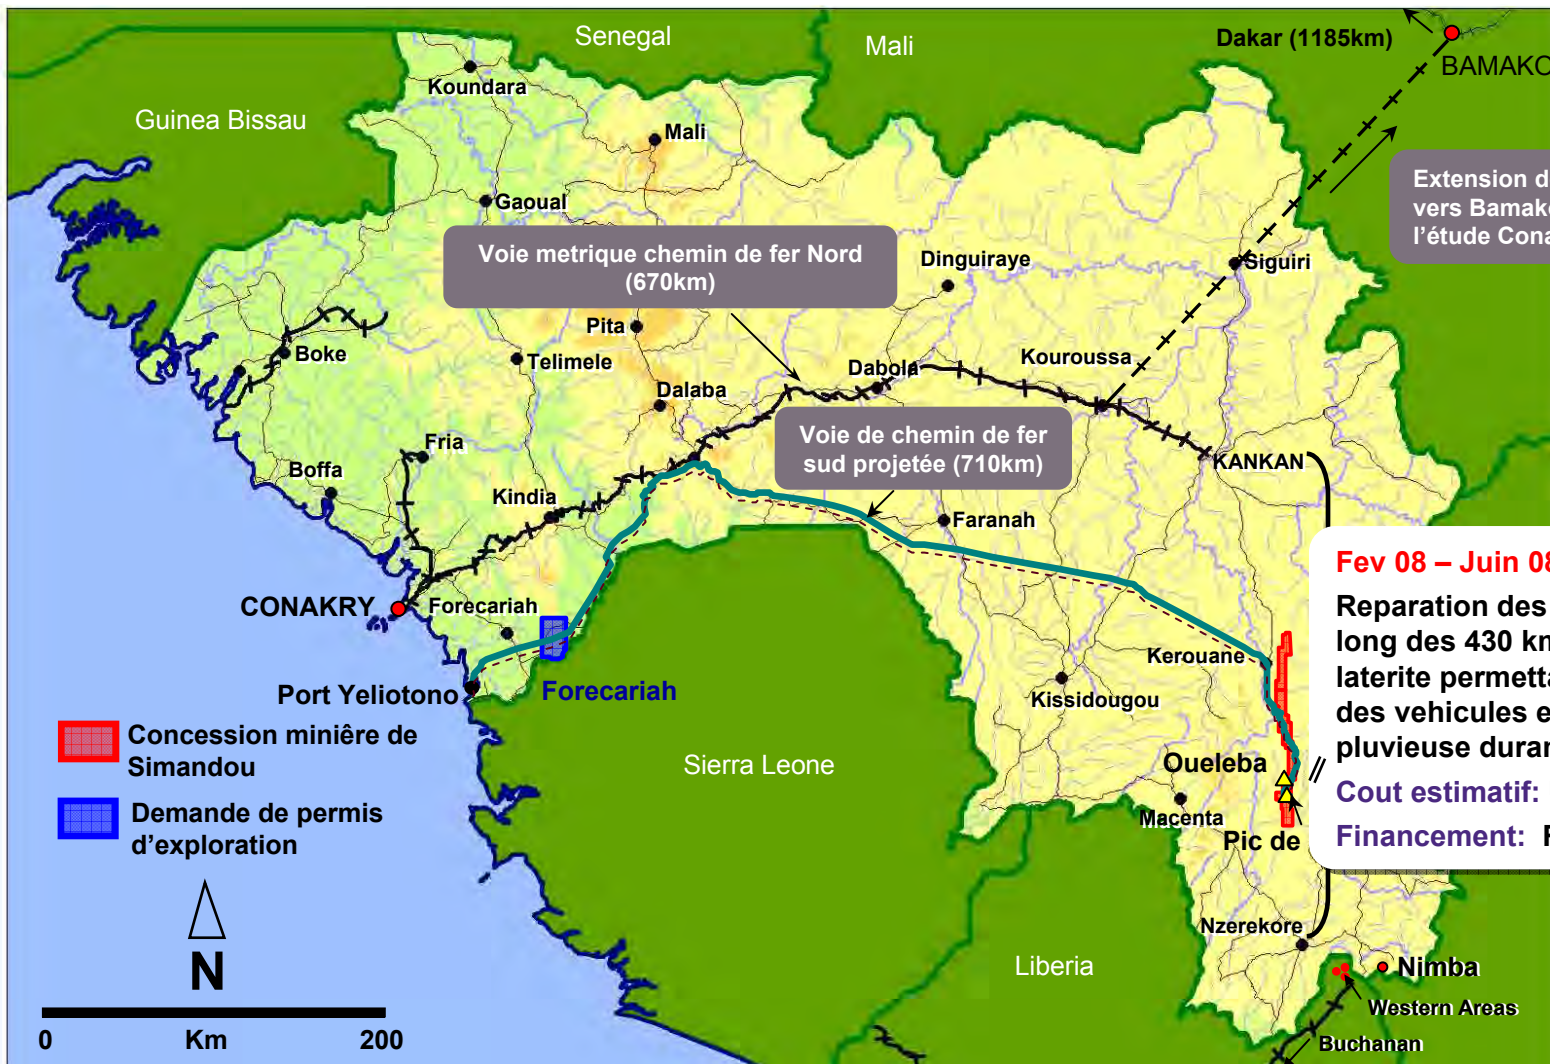 Senegal
Mali
Dakar (1185km)
BAMAKO
Koundara
Guinea Bissau
Mali
Extension d
vers Bamak
l'étude Cona
Gaoual
Voie metrique chemin de fer Nord
(670km)
Dinguiraye
Siguiri
Pita
Boke
Telimele
Dabola
Kouroussa
Dalaba
Voie de chemin de fer
sud projetée (710km)
Fria
KANKAN
Boffa
Kindia
Faranah
Fev 08 – Juin 08
CONAKRY
Forecariah
Reparation des
long des 430 km
Kerouane
laterite permetta
Port Yeliotono
Forecariah
Kissidougou
des vehicules e
pluvieuse duran
Concession minière de
Simandou
Sierra Leone
Oueleba
Cout estimatif:
Demande de permis
d'exploration
Macenta
Pic de
Financement:
N
Nzerekore
Liberia
Nimba
Western Areas
0 Km 200
Buchanan